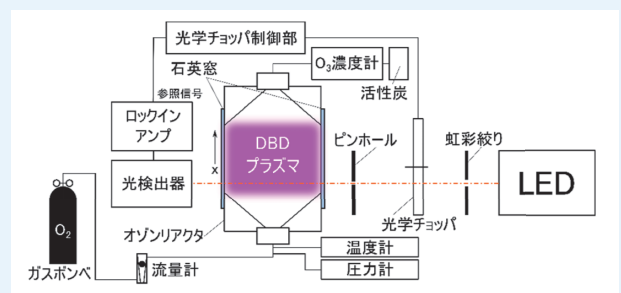 光学チョッパ制御部
石英窓
O₃濃度計
参照信号
活性炭
ロックイン
アンプ
DBD
プラズマ
x
ピンホール
虹彩絞り
光検出器
LED
光学チョッパ
O₂
オゾンリアクタ
温度計
流量計
圧力計
ガスボンベ